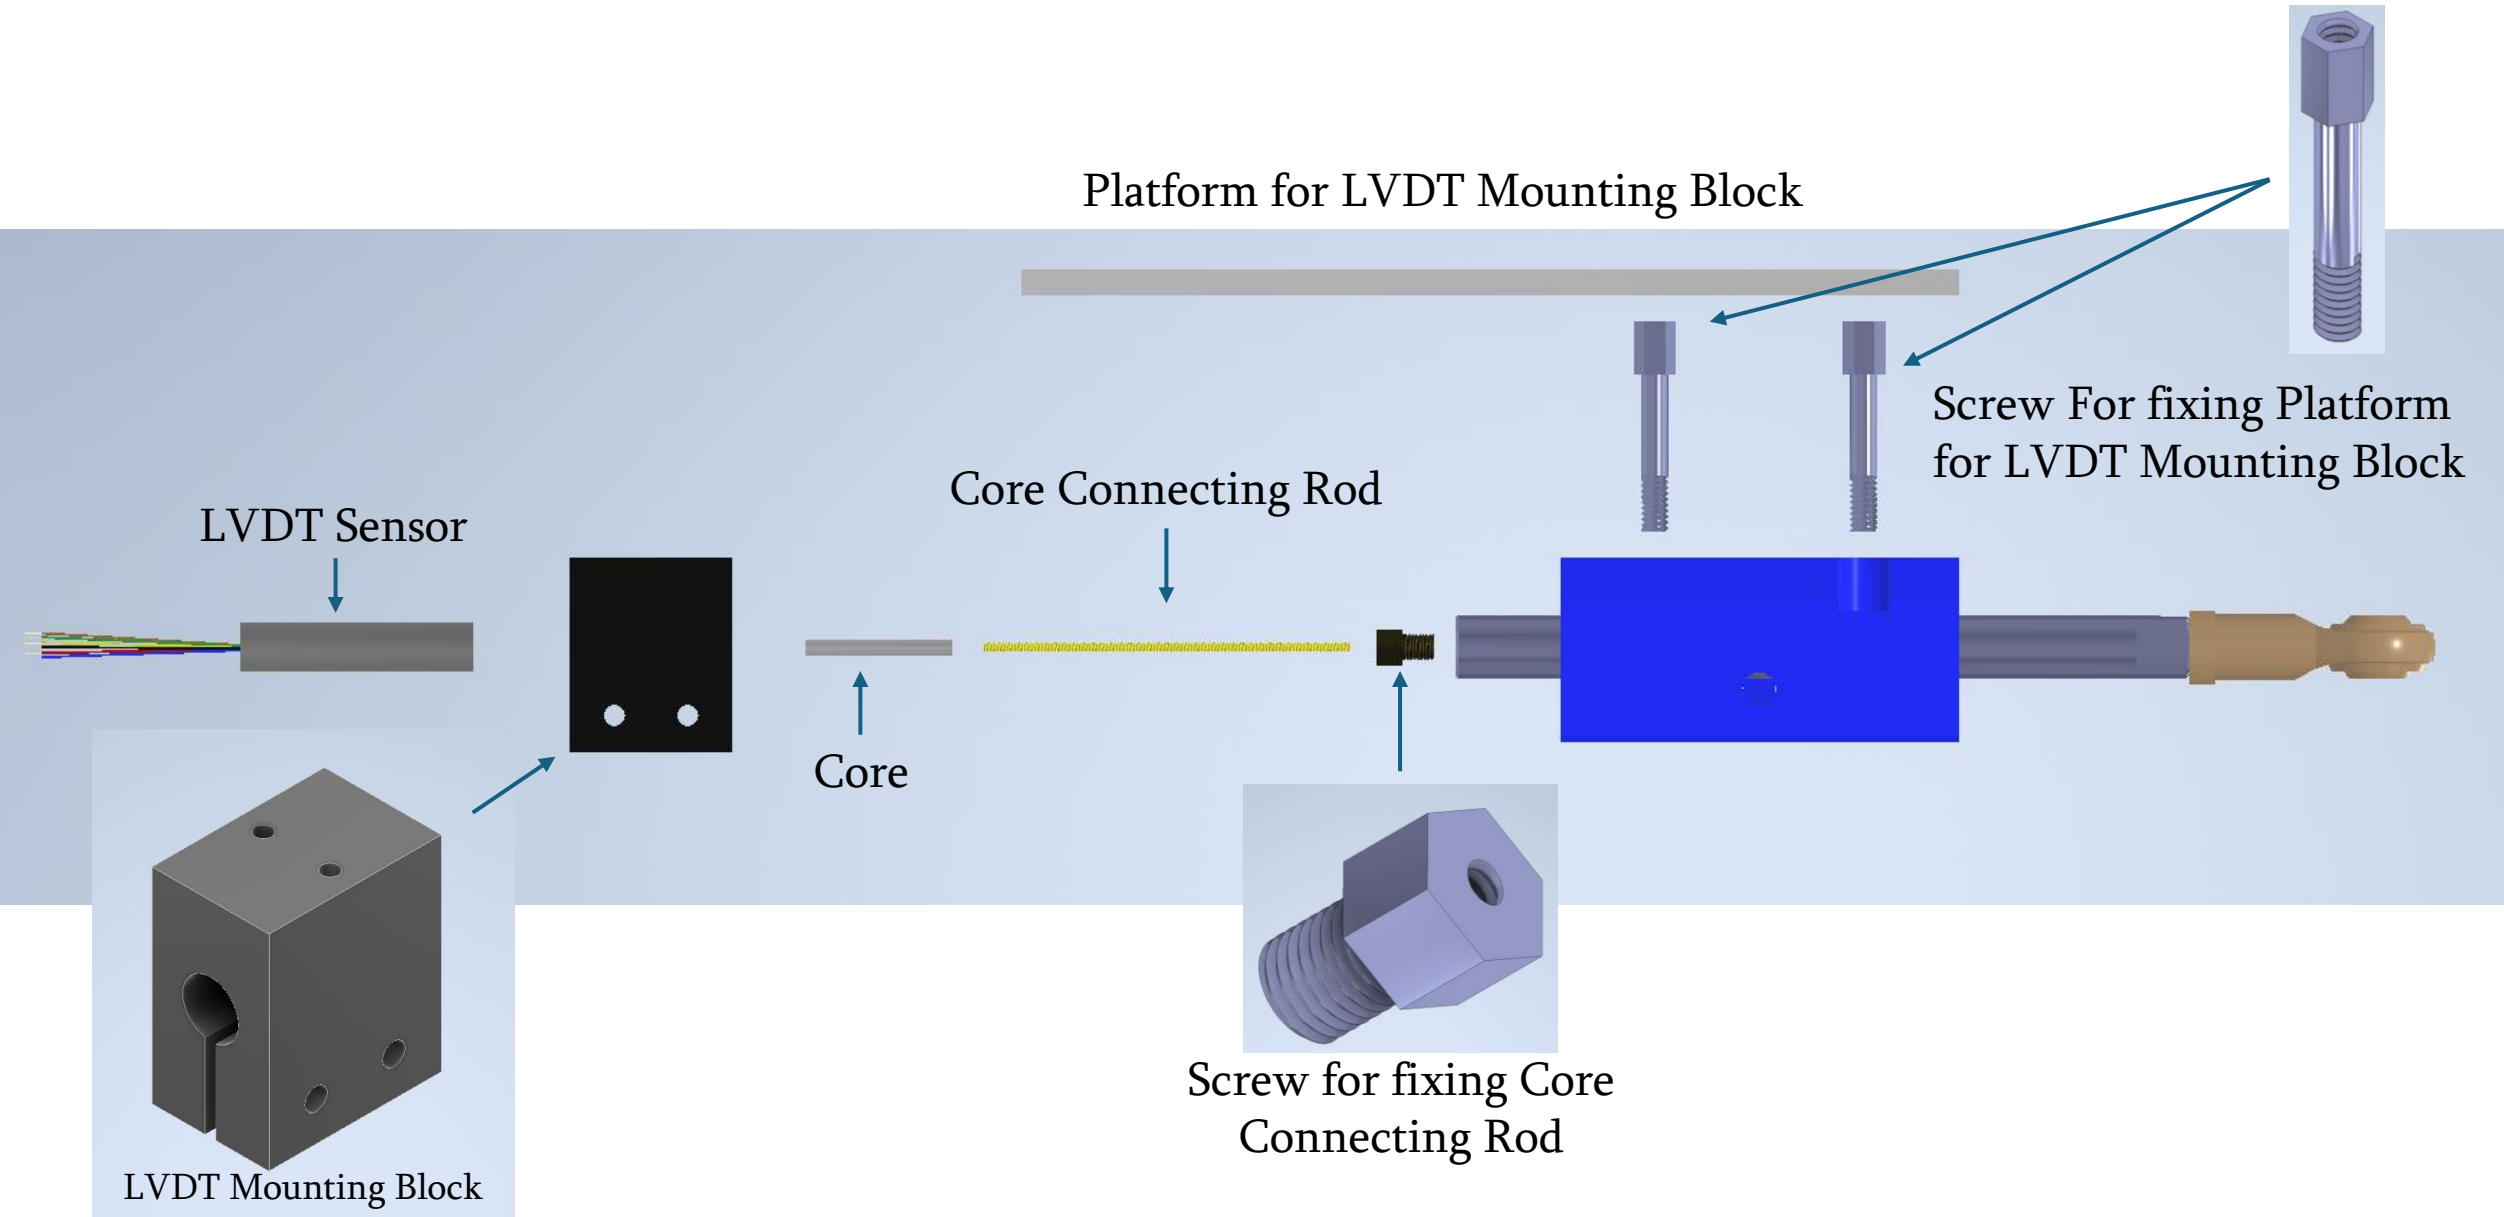 Platform for LVDT Mounting Block
Screw For fixing Platform
for LVDT Mounting Block
Core Connecting Rod
LVDT Sensor
Core
Screw for fixing Core
Connecting Rod
LVDT Mounting Block